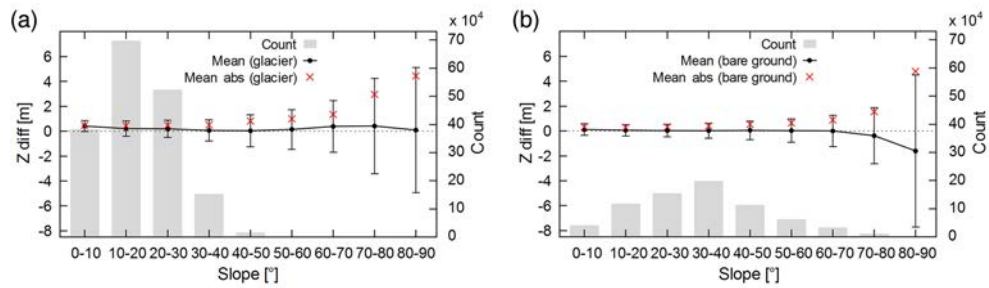 (a)
x 10⁴
Count
Mean (glacier)
Mean abs (glacier)
Z diff [m]
6
4
2
0
-2
-4
-6
-8
70
60
50
40
30
20
10
0
Count
0-10 10-20 20-30 30-40 40-50 50-60 60-70 70-80 80-90
Slope [°]
(b)
x 10⁴
Count
Mean (bare ground)
Mean abs (bare ground)
Z diff [m]
6
4
2
0
-2
-4
-6
-8
70
60
50
40
30
20
10
0
Count
0-10 10-20 20-30 30-40 40-50 50-60 60-70 70-80 80-90
Slope [°]